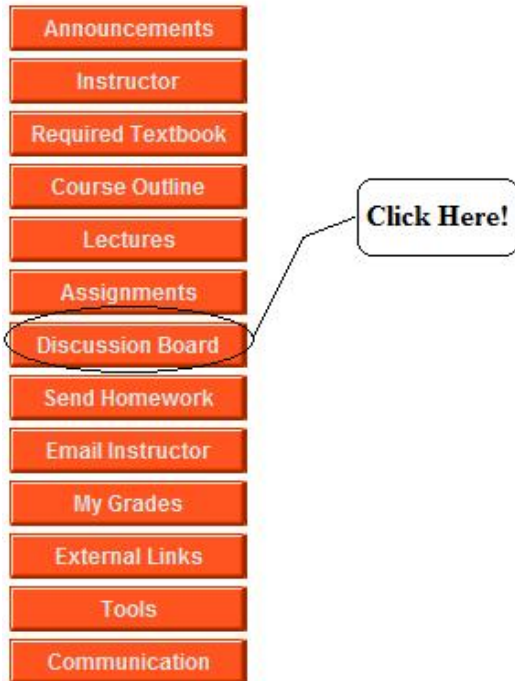 Announcements
Instructor
Required Textbook
Course Outline
Lectures
Click Here!
Assignments
Discussion Board
Send Homework
Email Instructor
My Grades
External Links
Tools
Communication